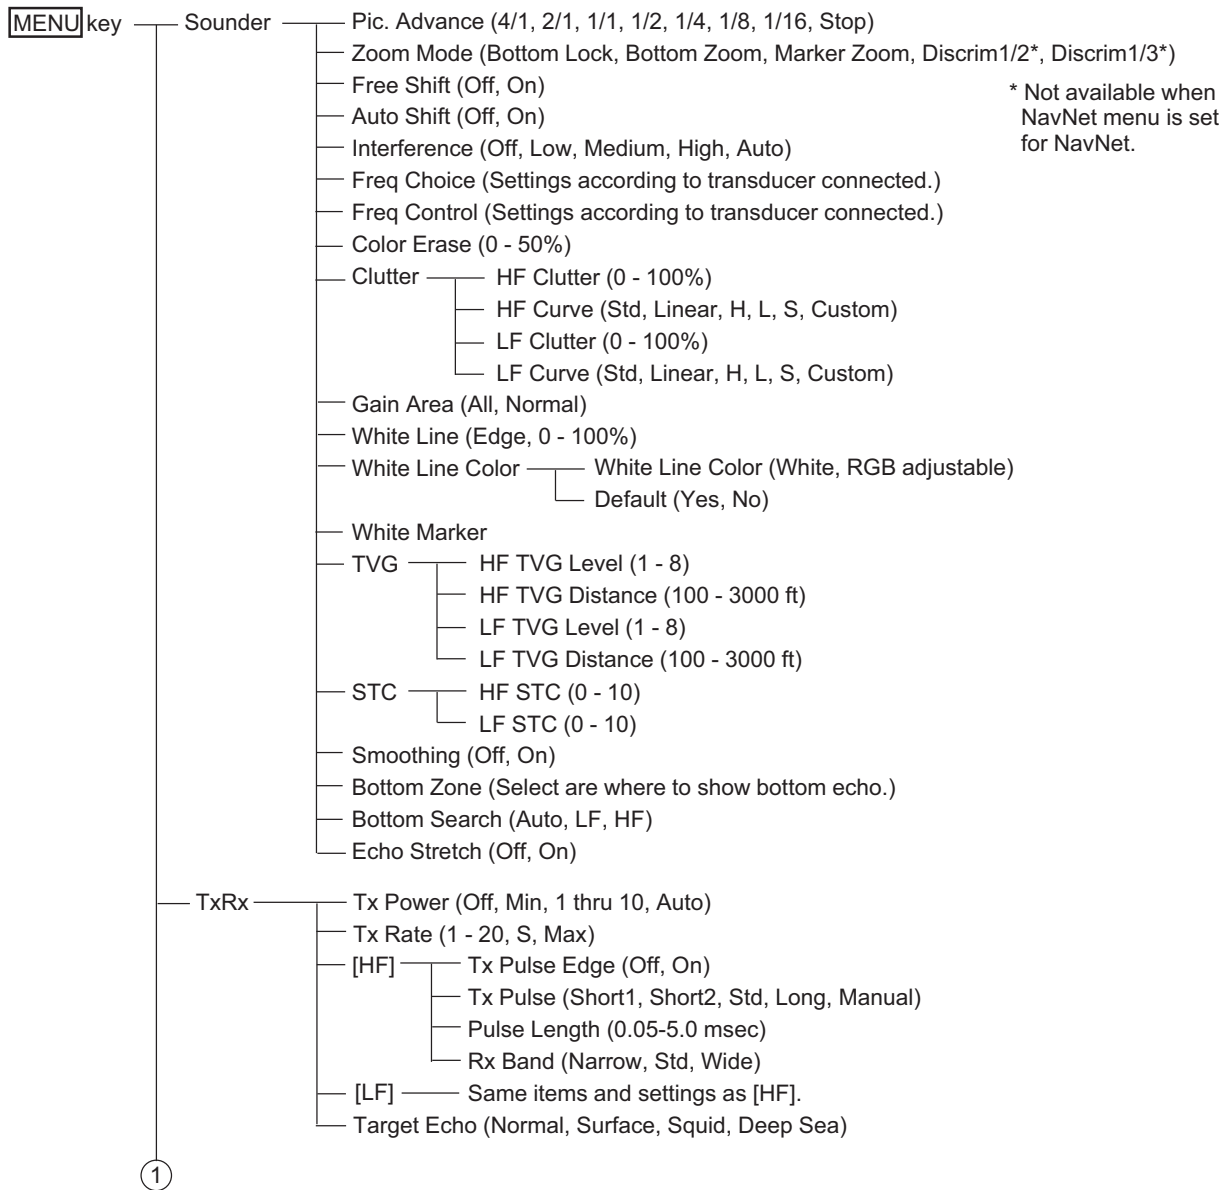 MENU key
Sounder
Pic. Advance (4/1, 2/1, 1/1, 1/2, 1/4, 1/8, 1/16, Stop)
Zoom Mode (Bottom Lock, Bottom Zoom, Marker Zoom, Discrim1/2*, Discrim1/3*)
* Not available when
NavNet menu is set
for NavNet.
Free Shift (Off, On)
Auto Shift (Off, On)
Interference (Off, Low, Medium, High, Auto)
Freq Choice (Settings according to transducer connected.)
Freq Control (Settings according to transducer connected.)
Color Erase (0 - 50%)
Clutter
HF Clutter (0 - 100%)
HF Curve (Std, Linear, H, L, S, Custom)
LF Clutter (0 - 100%)
LF Curve (Std, Linear, H, L, S, Custom)
Gain Area (All, Normal)
White Line (Edge, 0 - 100%)
White Line Color
White Line Color (White, RGB adjustable)
Default (Yes, No)
White Marker
TVG
HF TVG Level (1 - 8)
HF TVG Distance (100 - 3000 ft)
LF TVG Level (1 - 8)
LF TVG Distance (100 - 3000 ft)
STC
HF STC (0 - 10)
LF STC (0 - 10)
Smoothing (Off, On)
Bottom Zone (Select are where to show bottom echo.)
Bottom Search (Auto, LF, HF)
Echo Stretch (Off, On)
TxRx
Tx Power (Off, Min, 1 thru 10, Auto)
Tx Rate (1 - 20, S, Max)
[HF]
Tx Pulse Edge (Off, On)
Tx Pulse (Short1, Short2, Std, Long, Manual)
Pulse Length (0.05-5.0 msec)
Rx Band (Narrow, Std, Wide)
[LF]
Same items and settings as [HF].
Target Echo (Normal, Surface, Squid, Deep Sea)
1